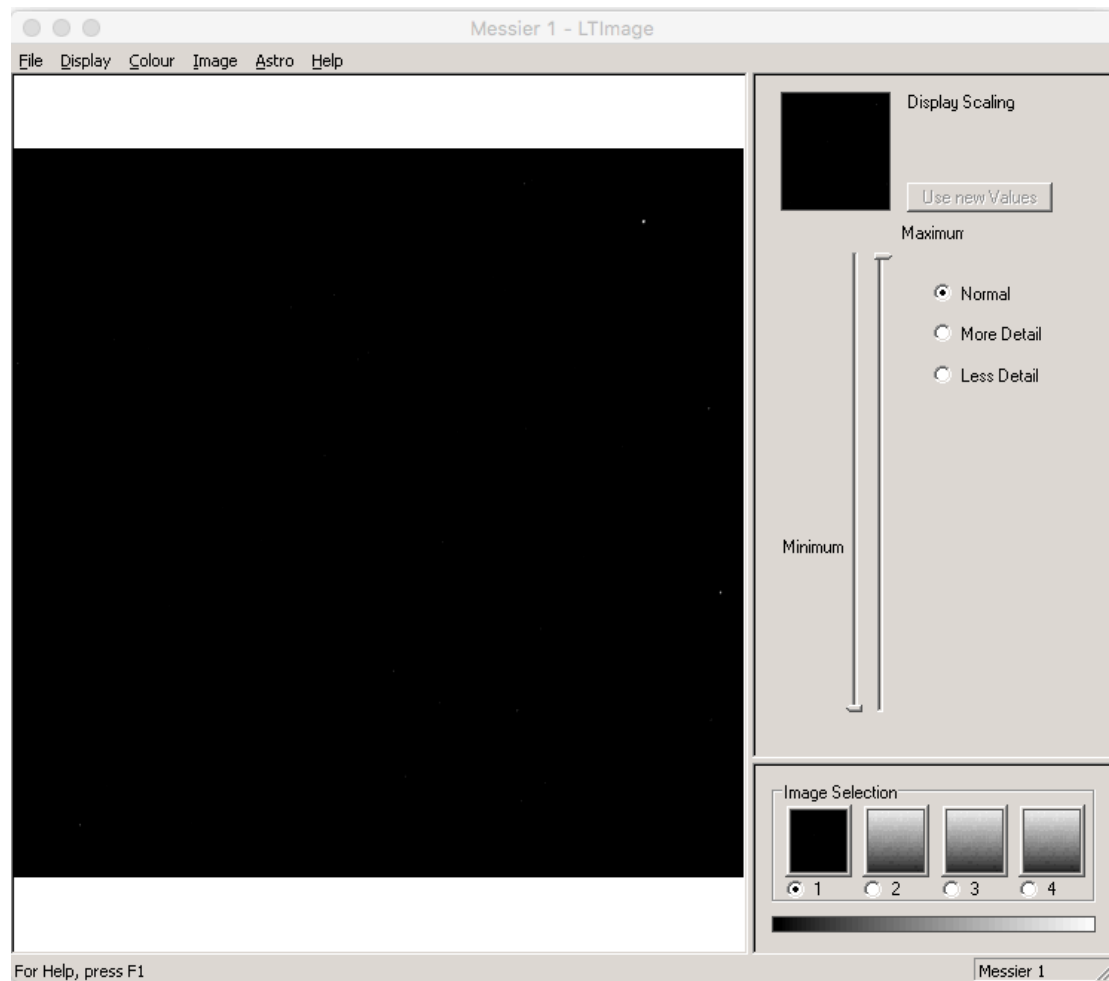 Messier 1 - LTImage
File Display Colour Image Astro Help
Display Scaling
Use new Values
Maximum
Normal
More Detail
Less Detail
Minimum
Image Selection
1 2 3 4
For Help, press F1
Messier 1